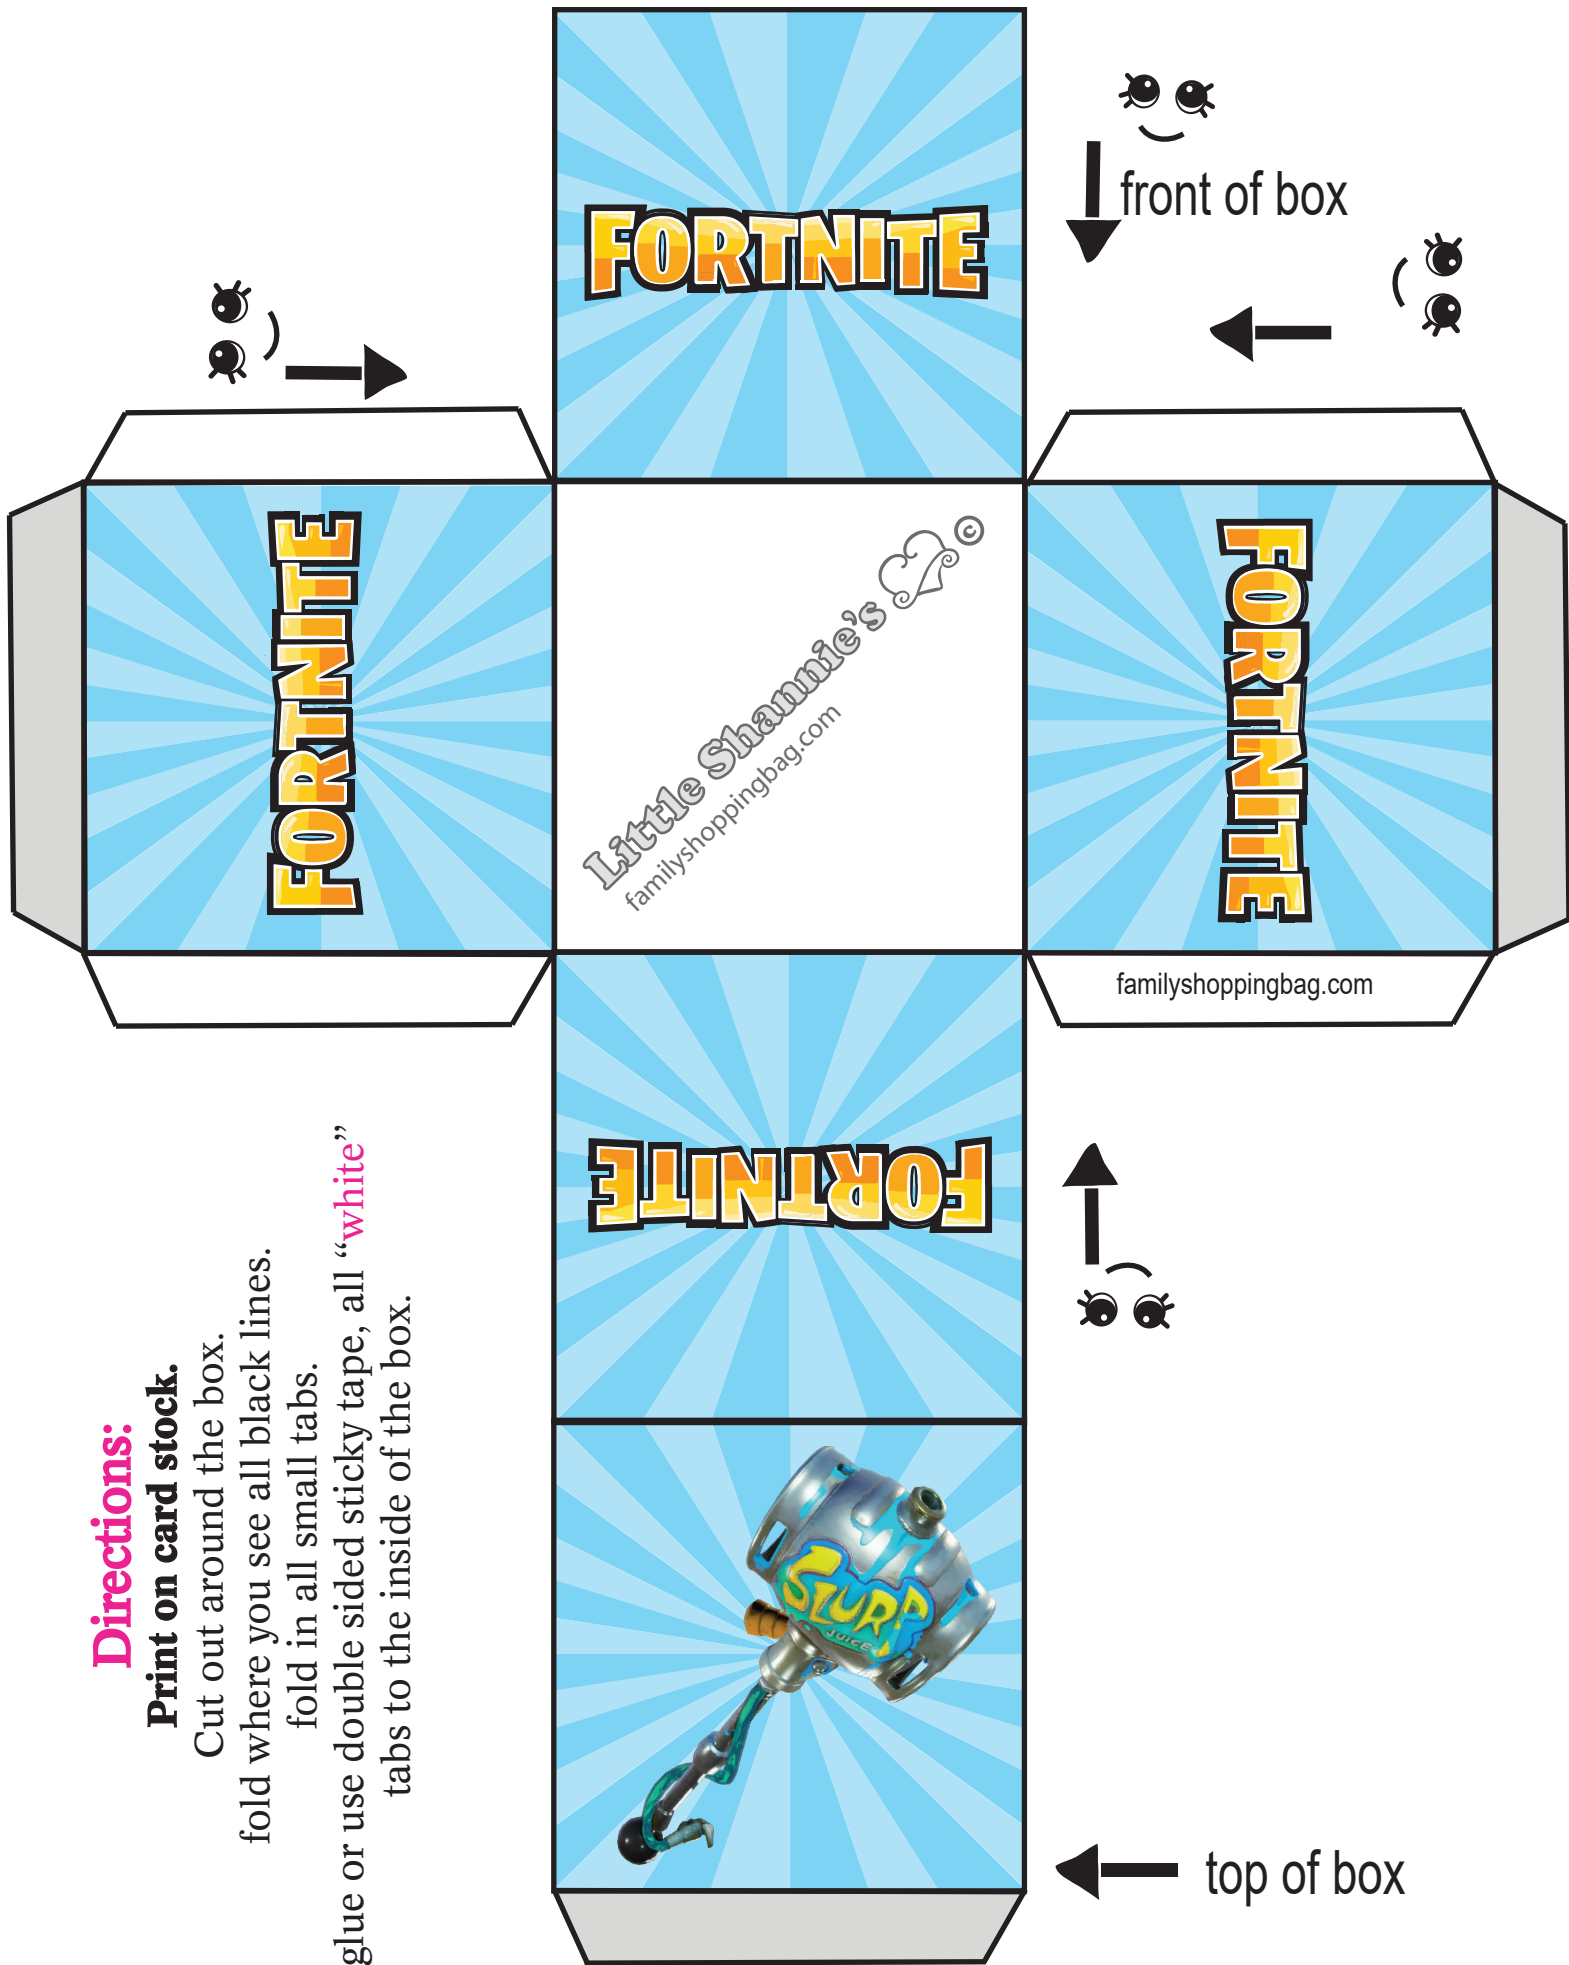 FORTNITE
front of box
FORTNITE
Little Shannie's ©
familyshoppingbag.com
FORTNITE
familyshoppingbag.com
FORTNITE
Directions:
Print on card stock.
Cut out around the box.
fold where you see all black lines.
fold in all small tabs.
glue or use double sided sticky tape, all “white”
tabs to the inside of the box.
SLURP
JUICE
top of box